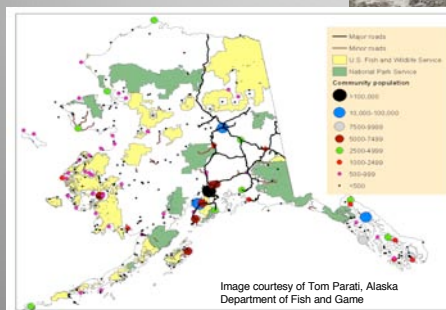 Major roads
Minor roads
U.S. Fish and Wildlife Service
National Park Service
Community population
>100,000
10,000-100,000
7500-9999
5000-7499
2500-4999
1000-2499
500-999
<500
Image courtesy of Tom Parati, Alaska
Department of Fish and Game